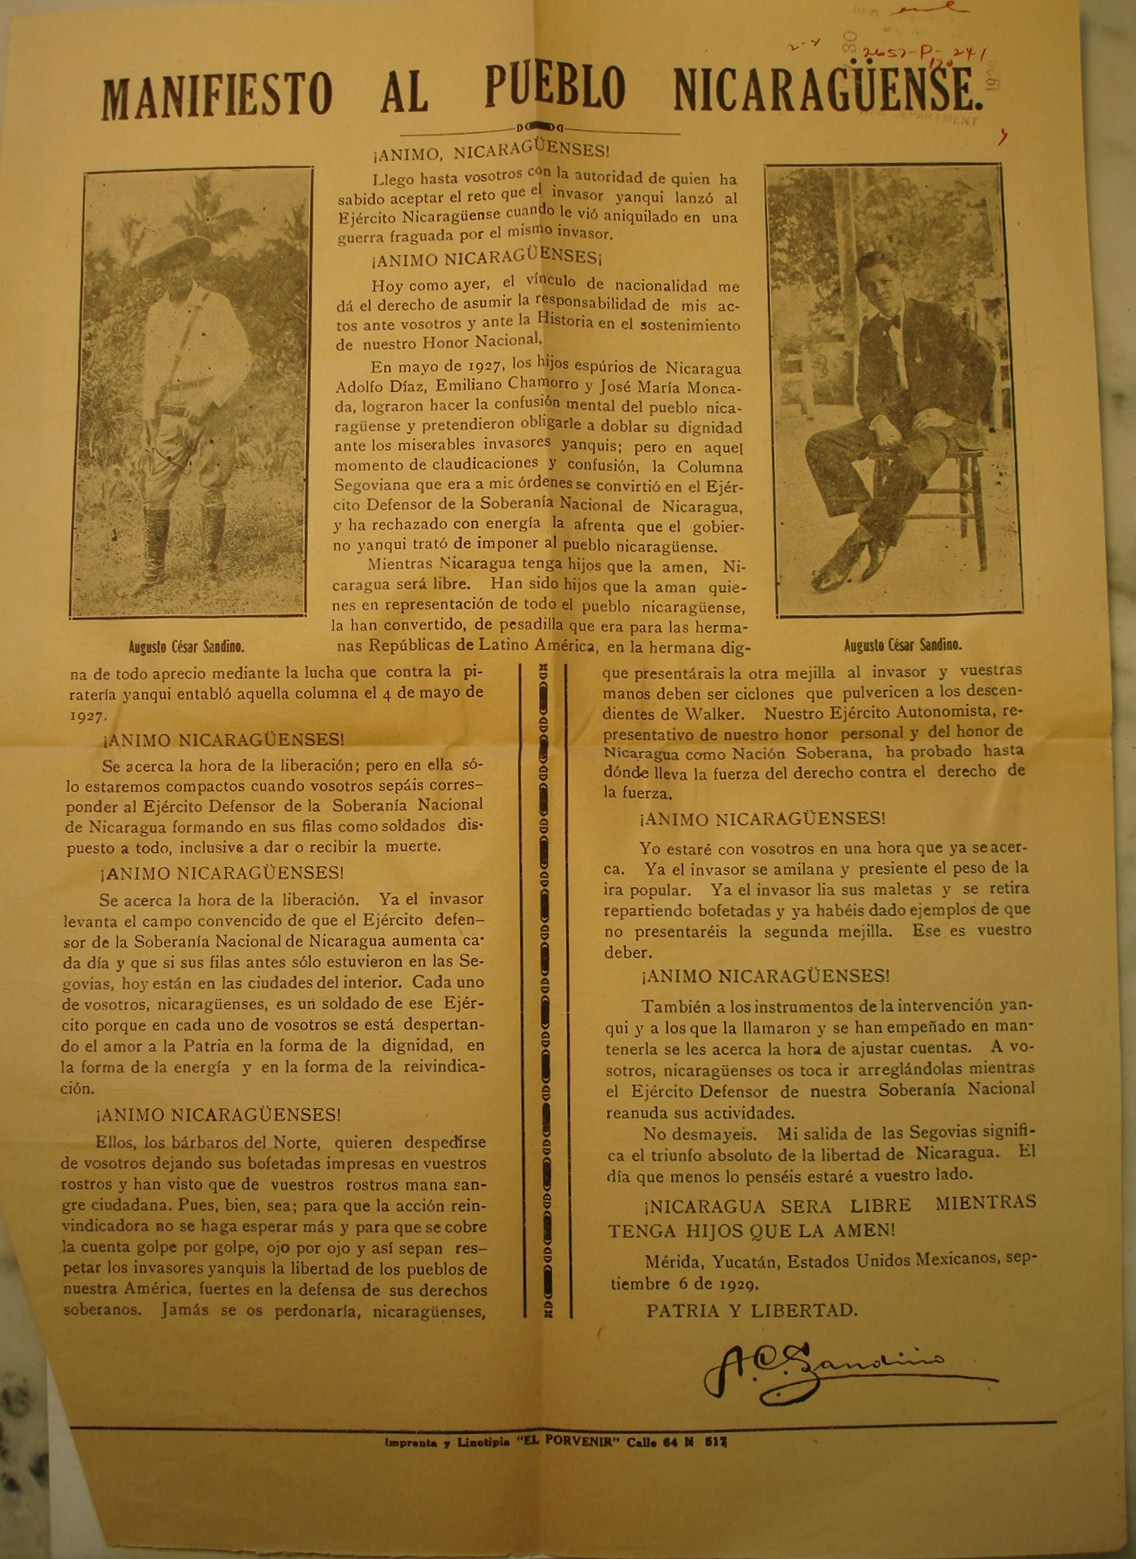 2657-P-241
120
MANIFIESTO AL PUEBLO NICARAGÜENSE.
¡ANIMO, NICARAGÜENSES!
Llego hasta vosotros con la autoridad de quien ha
sabido aceptar el reto que el invasor yanqui lanzó al
Ejército Nicaragüense cuando le vió aniquilado en una
guerra fraguada por el mismo invasor.
¡ANIMO NICARAGÜENSES¡
Hoy como ayer, el vínculo de nacionalidad me
dá el derecho de asumir la responsabilidad de mis ac-
tos ante vosotros y ante la Historia en el sostenimiento
de nuestro Honor Nacional,
En mayo de 1927, los hijos espúrios de Nicaragua
Adolfo Díaz, Emiliano Chamorro y José María Monca-
da, lograron hacer la confusión mental del pueblo nica-
ragüense y pretendieron obligarle a doblar su dignidad
ante los miserables invasores yanquis; pero en aquel
momento de claudicaciones y confusión, la Columna
Segoviana que era a mis órdenes se convirtió en el Ejér-
cito Defensor de la Soberanía Nacional de Nicaragua,
y ha rechazado con energía la afrenta que el gobier-
no yanqui trató de imponer al pueblo nicaragüense.
Mientras Nicaragua tenga hijos que la amen, Ni-
caragua será libre. Han sido hijos que la aman quie-
nes en representación de todo el pueblo nicaragüense,
la han convertido, de pesadilla que era para las herma-
nas Repúblicas de Latino América, en la hermana dig-
Augusto César Sandino.
Augusto César Sandino.
na de todo aprecio mediante la lucha que contra la pi-
ratería yanqui entabló aquella columna el 4 de mayo de
1927.
¡ANIMO NICARAGÜENSES!
Se acerca la hora de la liberación; pero en ella só-
lo estaremos compactos cuando vosotros sepáis corres-
ponder al Ejército Defensor de la Soberanía Nacional
de Nicaragua formando en sus filas como soldados dis-
puesto a todo, inclusive a dar o recibir la muerte.
¡ANIMO NICARAGÜENSES!
Se acerca la hora de la liberación. Ya el invasor
levanta el campo convencido de que el Ejército defen-
sor de la Soberanía Nacional de Nicaragua aumenta ca-
da día y que si sus filas antes sólo estuvieron en las Se-
govias, hoy están en las ciudades del interior. Cada uno
de vosotros, nicaragüenses, es un soldado de ese Ejér-
cito porque en cada uno de vosotros se está despertan-
do el amor a la Patria en la forma de la dignidad, en
la forma de la energía y en la forma de la reivindica-
ción.
¡ANIMO NICARAGÜENSES!
Ellos, los bárbaros del Norte, quieren despedirse
de vosotros dejando sus bofetadas impresas en vuestros
rostros y han visto que de vuestros rostros mana san-
gre ciudadana. Pues, bien, sea; para que la acción rein-
vindicadora no se haga esperar más y para que se cobre
la cuenta golpe por golpe, ojo por ojo y así sepan res-
petar los invasores yanquis la libertad de los pueblos de
nuestra América, fuertes en la defensa de sus derechos
soberanos. Jamás se os perdonaría, nicaragüenses,
que presentárais la otra mejilla al invasor y vuestras
manos deben ser ciclones que pulvericen a los descen-
dientes de Walker. Nuestro Ejército Autonomista, re-
presentativo de nuestro honor personal y del honor de
Nicaragua como Nación Soberana, ha probado hasta
dónde lleva la fuerza del derecho contra el derecho de
la fuerza.
¡ANIMO NICARAGÜENSES!
Yo estaré con vosotros en una hora que ya se acer-
ca. Ya el invasor se amilana y presiente el peso de la
ira popular. Ya el invasor lia sus maletas y se retira
repartiendo bofetadas y ya habéis dado ejemplos de que
no presentaréis la segunda mejilla. Ese es vuestro
deber.
¡ANIMO NICARAGÜENSES!
También a los instrumentos de la intervención yan-
qui y a los que la llamaron y se han empeñado en man-
tenerla se les acerca la hora de ajustar cuentas. A vo-
sotros, nicaragüenses os toca ir arreglándolas mientras
el Ejército Defensor de nuestra Soberanía Nacional
reanuda sus actividades.
No desmayeis. Mi salida de las Segovias signifi-
ca el triunfo absoluto de la libertad de Nicaragua. El
día que menos lo penséis estaré a vuestro lado.
¡NICARAGUA SERA LIBRE MIENTRAS
TENGA HIJOS QUE LA AMEN!
Mérida, Yucatán, Estados Unidos Mexicanos, sep-
tiembre 6 de 1929.
PATRIA Y LIBERTAD.
A. C. Sandino
Imprenta y Linotipia "EL PORVENIR" Calle 64 N 517